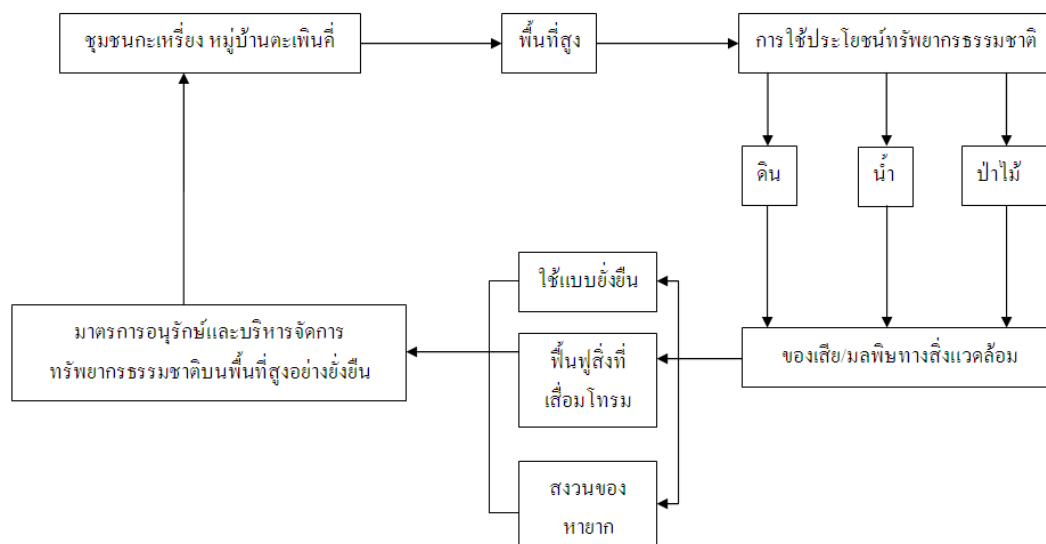 ชุมชนกะเหรี่ยง หมู่บ้านตะเพินคี่
พื้นที่สูง
การใช้ประโยชน์ทรัพยากรธรรมชาติ
ดิน
น้ำ
ป่าไม้
ใช้แบบยั่งยืน
มาตรการอนุรักษ์และบริหารจัดการ
ทรัพยากรธรรมชาติบนพื้นที่สูงอย่างยั่งยืน
ฟื้นฟูสิ่งที่
เสื่อมโทรม
ของเสีย/มลพิษทางสิ่งแวดล้อม
สงวนของ
หายาก